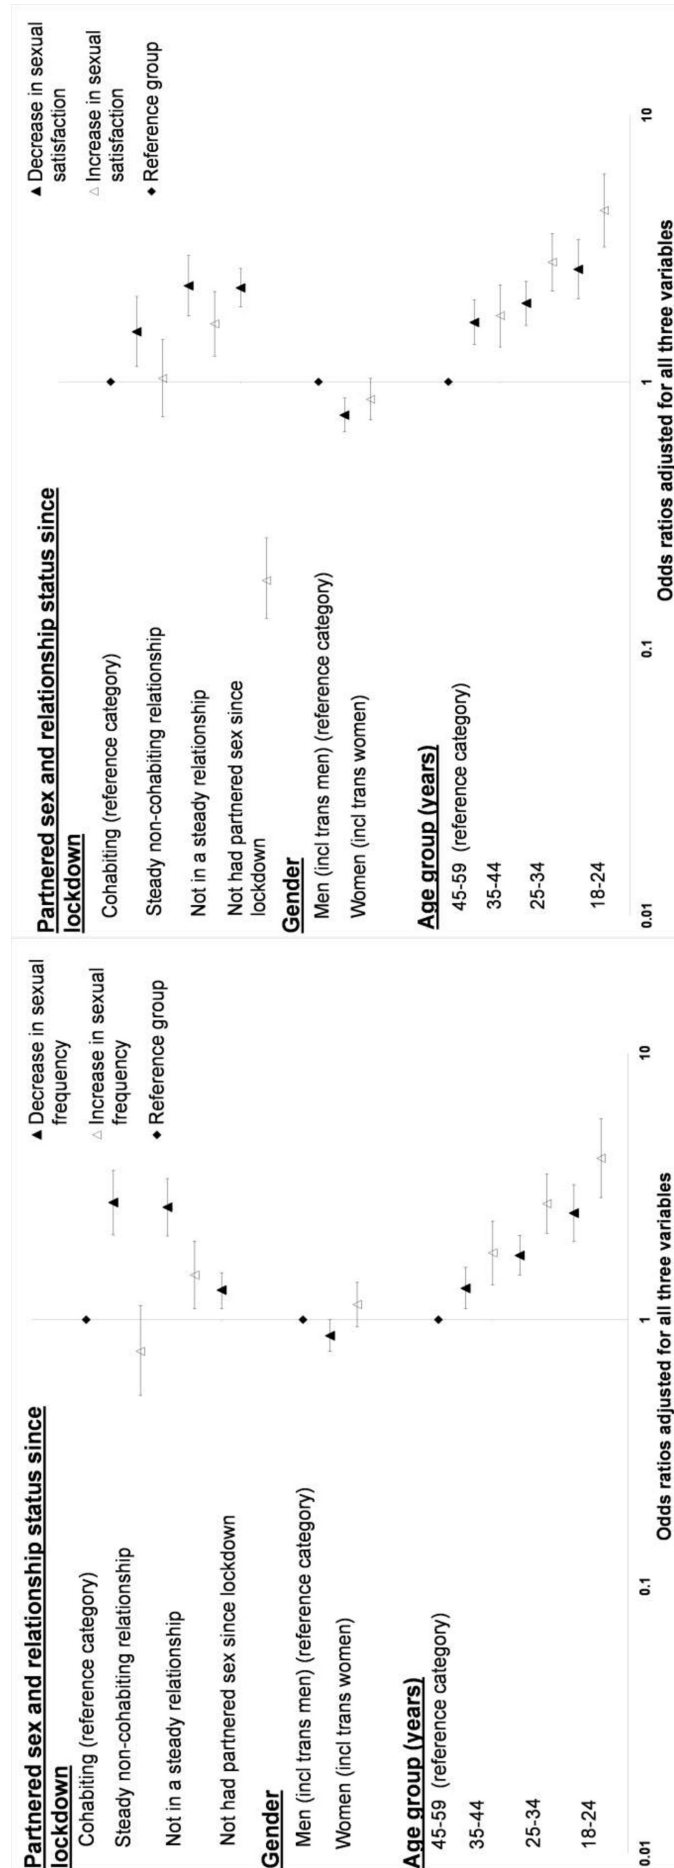 Partnered sex and relationship status since
lockdown
Cohabiting (reference category)
Steady non-cohabiting relationship
Not in a steady relationship
Not had partnered sex since lockdown
Gender
Men (incl trans men) (reference category)
Women (incl trans women)
Age group (years)
45-59 (reference category)
35-44
25-34
18-24
▲ Decrease in sexual
frequency
△ Increase in sexual
frequency
◆ Reference group
0.01 0.1 1 10
Odds ratios adjusted for all three variables
Partnered sex and relationship status since
lockdown
Cohabiting (reference category)
Steady non-cohabiting relationship
Not in a steady relationship
Not had partnered sex since
lockdown
Gender
Men (incl trans men) (reference category)
Women (incl trans women)
Age group (years)
45-59 (reference category)
35-44
25-34
18-24
▲ Decrease in sexual
satisfaction
△ Increase in sexual
satisfaction
◆ Reference group
0.01 0.1 1 10
Odds ratios adjusted for all three variables